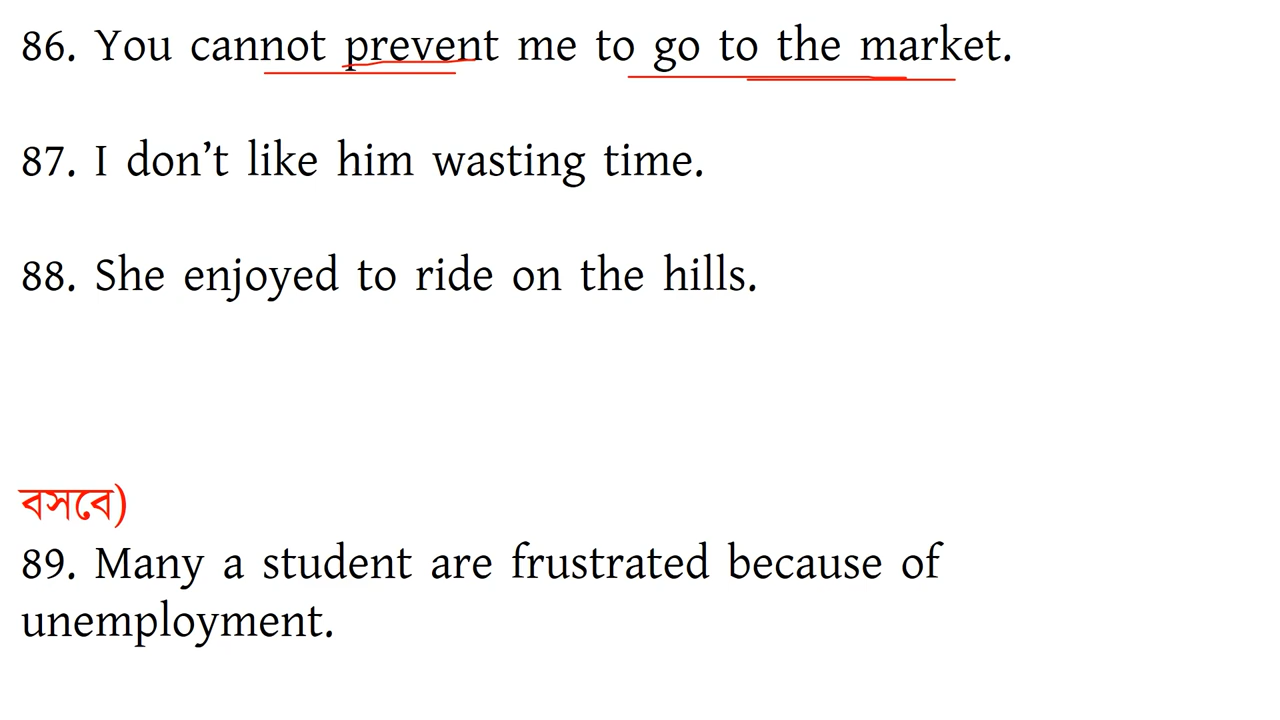 86. You cannot prevent me to go to the market.
87. I don’t like him wasting time.
88. She enjoyed to ride on the hills.
বসবে)
89. Many a student are frustrated because of
unemployment.